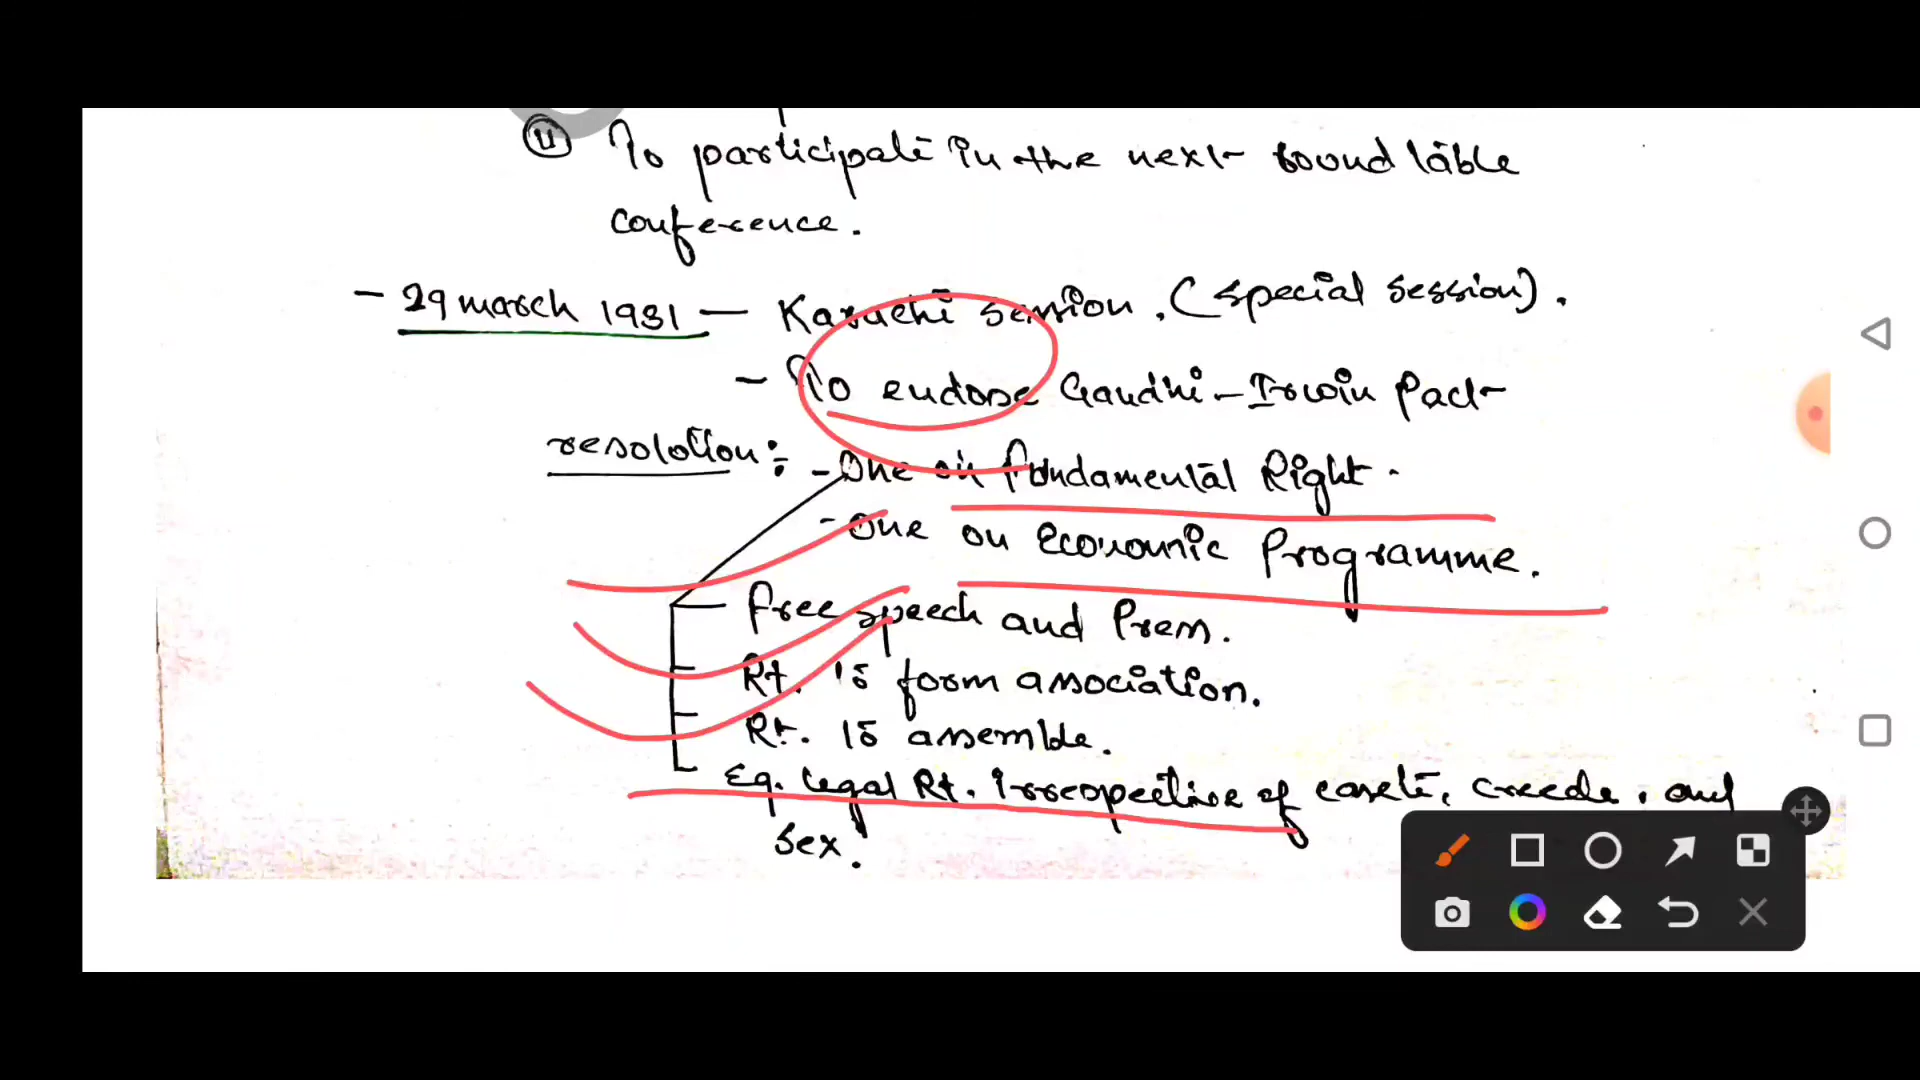 (ii) To participate in the next round table
conference.
- 29 march 1931 - Karachi session. (special session).
- To endose Gandhi-Irwin Pact
resolution:- - One on fundamental Right.
- One on Economic Programme.
free speech and Press.
Rt. to form association.
Rt. to assemble.
Eq. legal Rt. irrespective of caste, creede, and
sex.